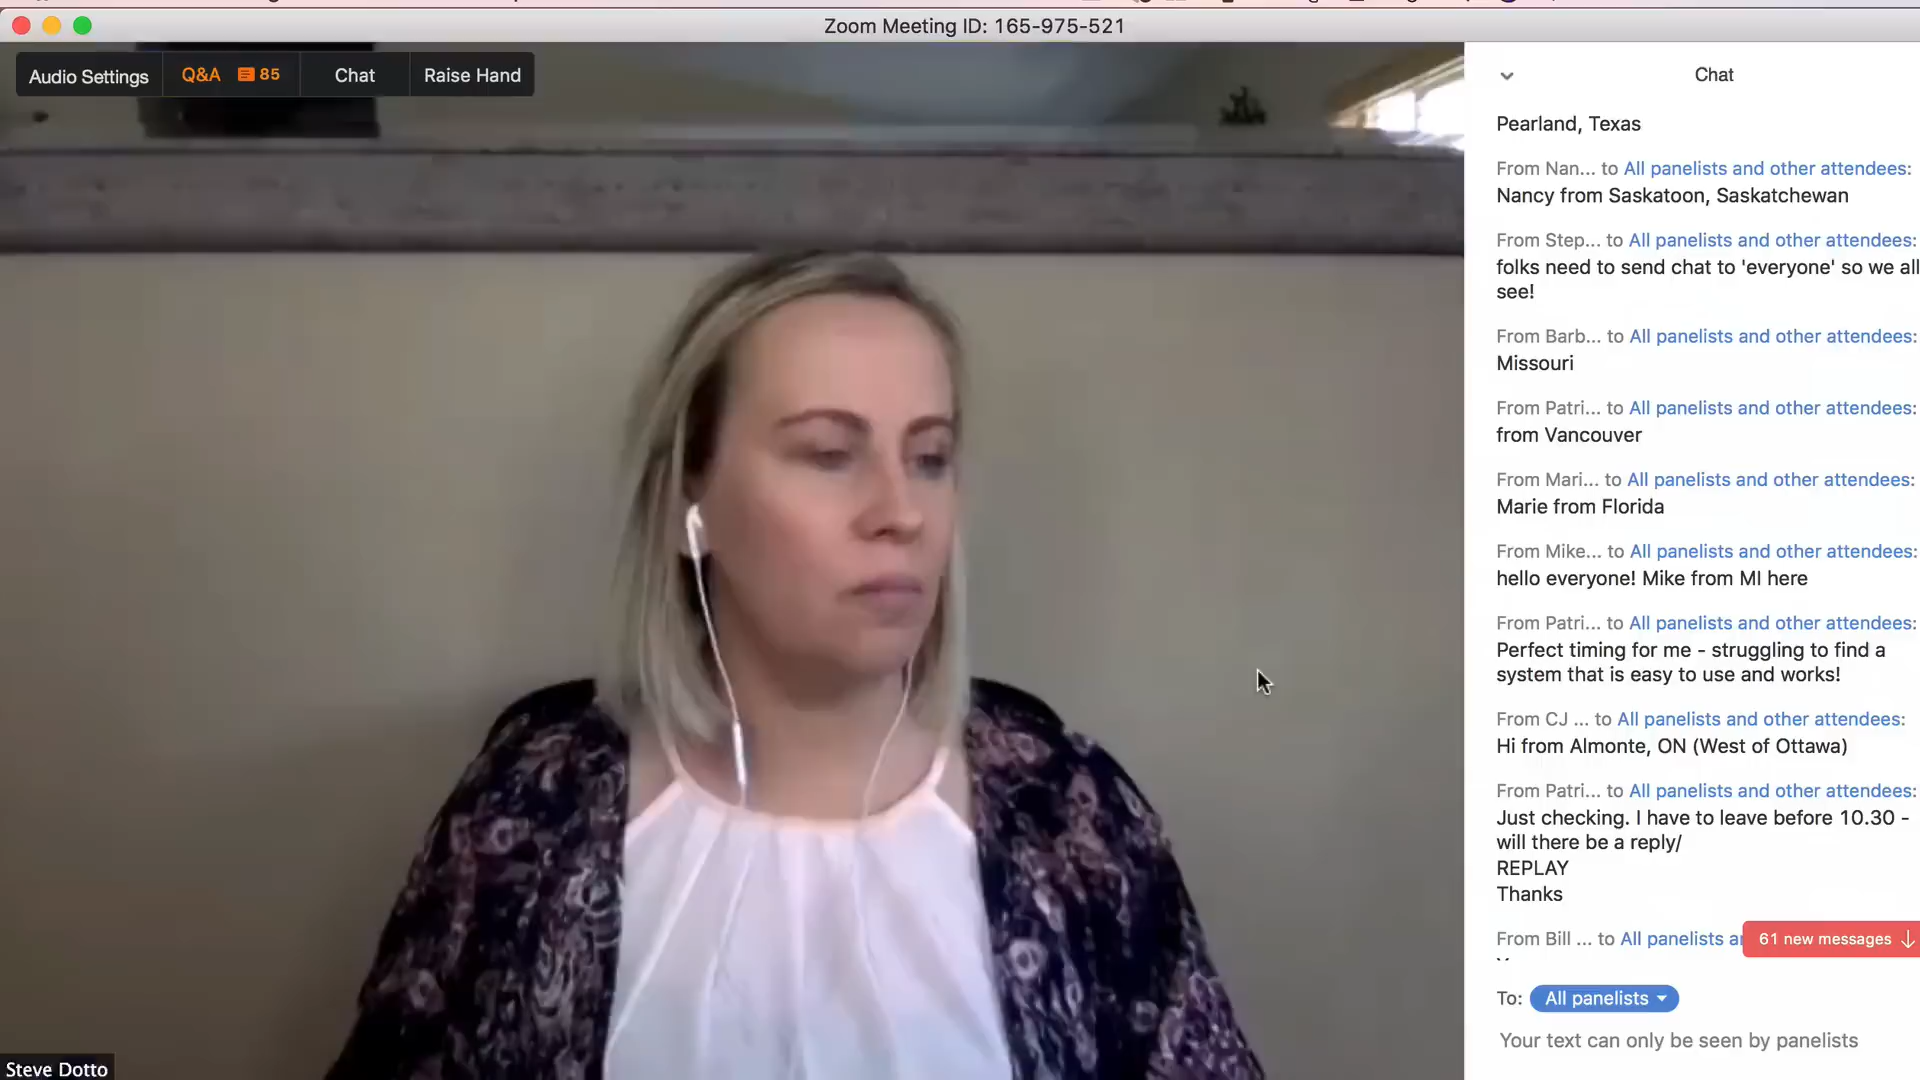 Zoom Meeting ID: 165-975-521
Audio Settings
Q&A 85
Chat
Raise Hand
Chat
Pearland, Texas
From Nan... to All panelists and other attendees:
Nancy from Saskatoon, Saskatchewan
From Step... to All panelists and other attendees:
folks need to send chat to 'everyone' so we all
see!
From Barb... to All panelists and other attendees:
Missouri
From Patri... to All panelists and other attendees:
from Vancouver
From Mari... to All panelists and other attendees:
Marie from Florida
From Mike... to All panelists and other attendees:
hello everyone! Mike from MI here
From Patri... to All panelists and other attendees:
Perfect timing for me - struggling to find a
system that is easy to use and works!
From CJ ... to All panelists and other attendees:
Hi from Almonte, ON (West of Ottawa)
From Patri... to All panelists and other attendees:
Just checking. I have to leave before 10.30 -
will there be a reply/
REPLAY
Thanks
From Bill ... to All panelists
61 new messages
To: All panelists
Your text can only be seen by panelists
Steve Dotto